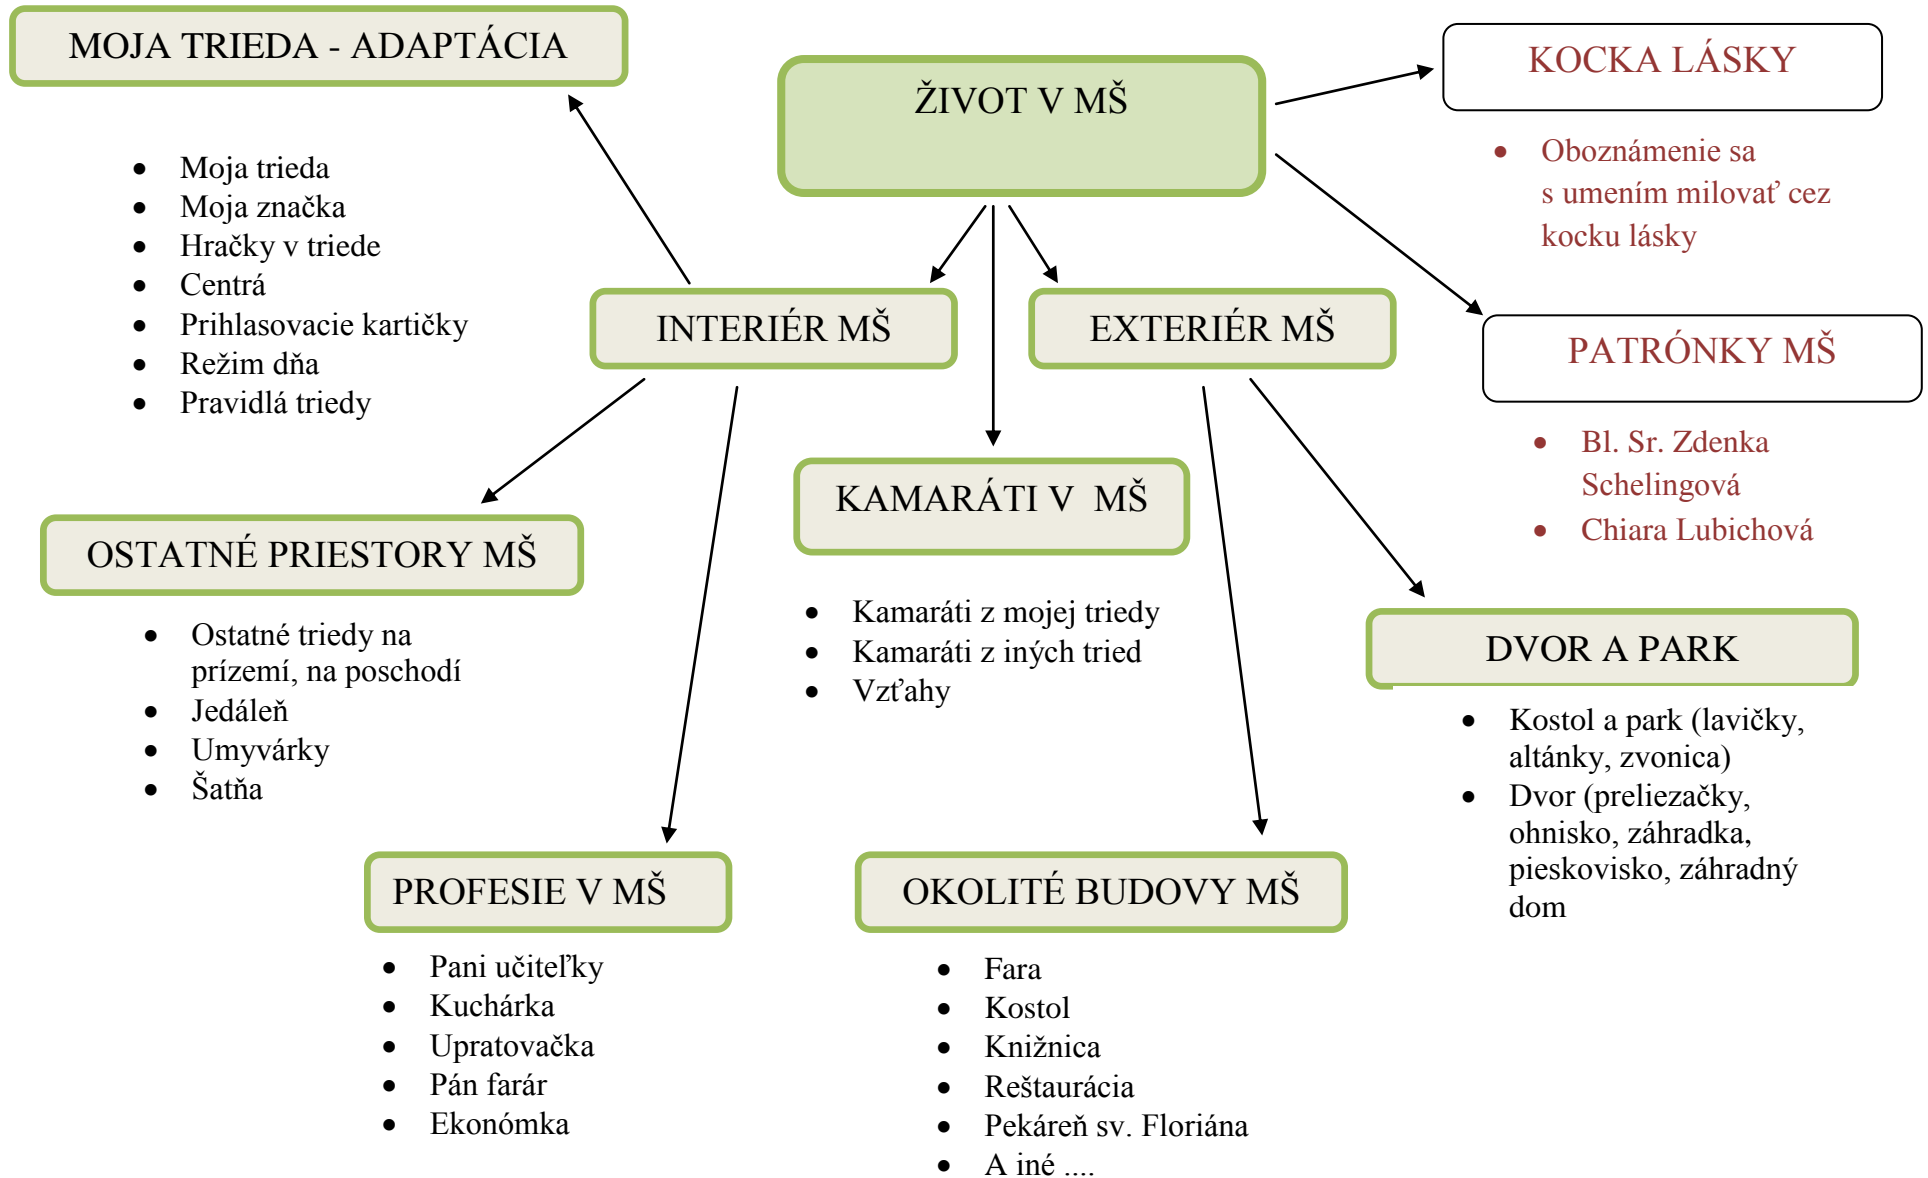 MOJA TRIEDA - ADAPTÁCIA
Moja trieda
Moja značka
Hračky v triede
Centrá
Prihlasovacie kartičky
Režim dňa
Pravidlá triedy
ŽIVOT V MŠ
KOCKA LÁSKY
Oboznámenie sa
s umením milovať cez
kocku lásky
INTERIÉR MŠ
EXTERIÉR MŠ
PATRÓNKY MŠ
Bl. Sr. Zdenka
Schelingová
Chiara Lubichová
OSTATNÉ PRIESTORY MŠ
Ostatné triedy na
prízemí, na poschodí
Jedáleň
Umyvárky
Šatňa
KAMARÁTI V  MŠ
Kamaráti z mojej triedy
Kamaráti z iných tried
Vzťahy
DVOR A PARK
Kostol a park (lavičky,
altánky, zvonica)
Dvor (preliezačky,
ohnisko, záhradka,
pieskovisko, záhradný
dom
PROFESIE V MŠ
Pani učiteľky
Kuchárka
Upratovačka
Pán farár
Ekonómka
OKOLITÉ BUDOVY MŠ
Fara
Kostol
Knižnica
Reštaurácia
Pekáreň sv. Floriána
A iné ....